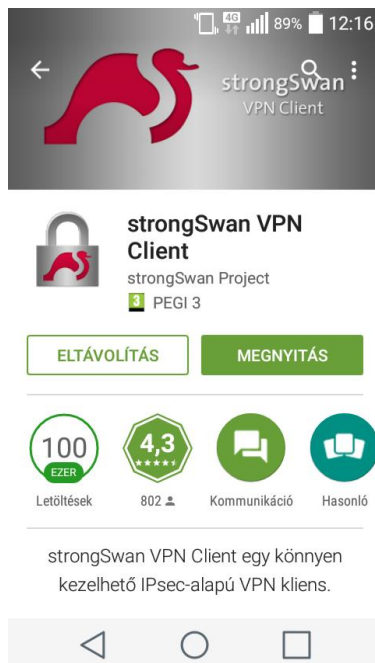 4G 89% 12:16
strongSwan
VPN Client
strongSwan VPN
Client
strongSwan Project
3 PEGI 3
ELTÁVOLÍTÁS MEGNYITÁS
100 4,3
EZER
Letöltések 802 Kommunikáció Hasonló
strongSwan VPN Client egy könnyen
kezelhető IPsec-alapú VPN kliens.